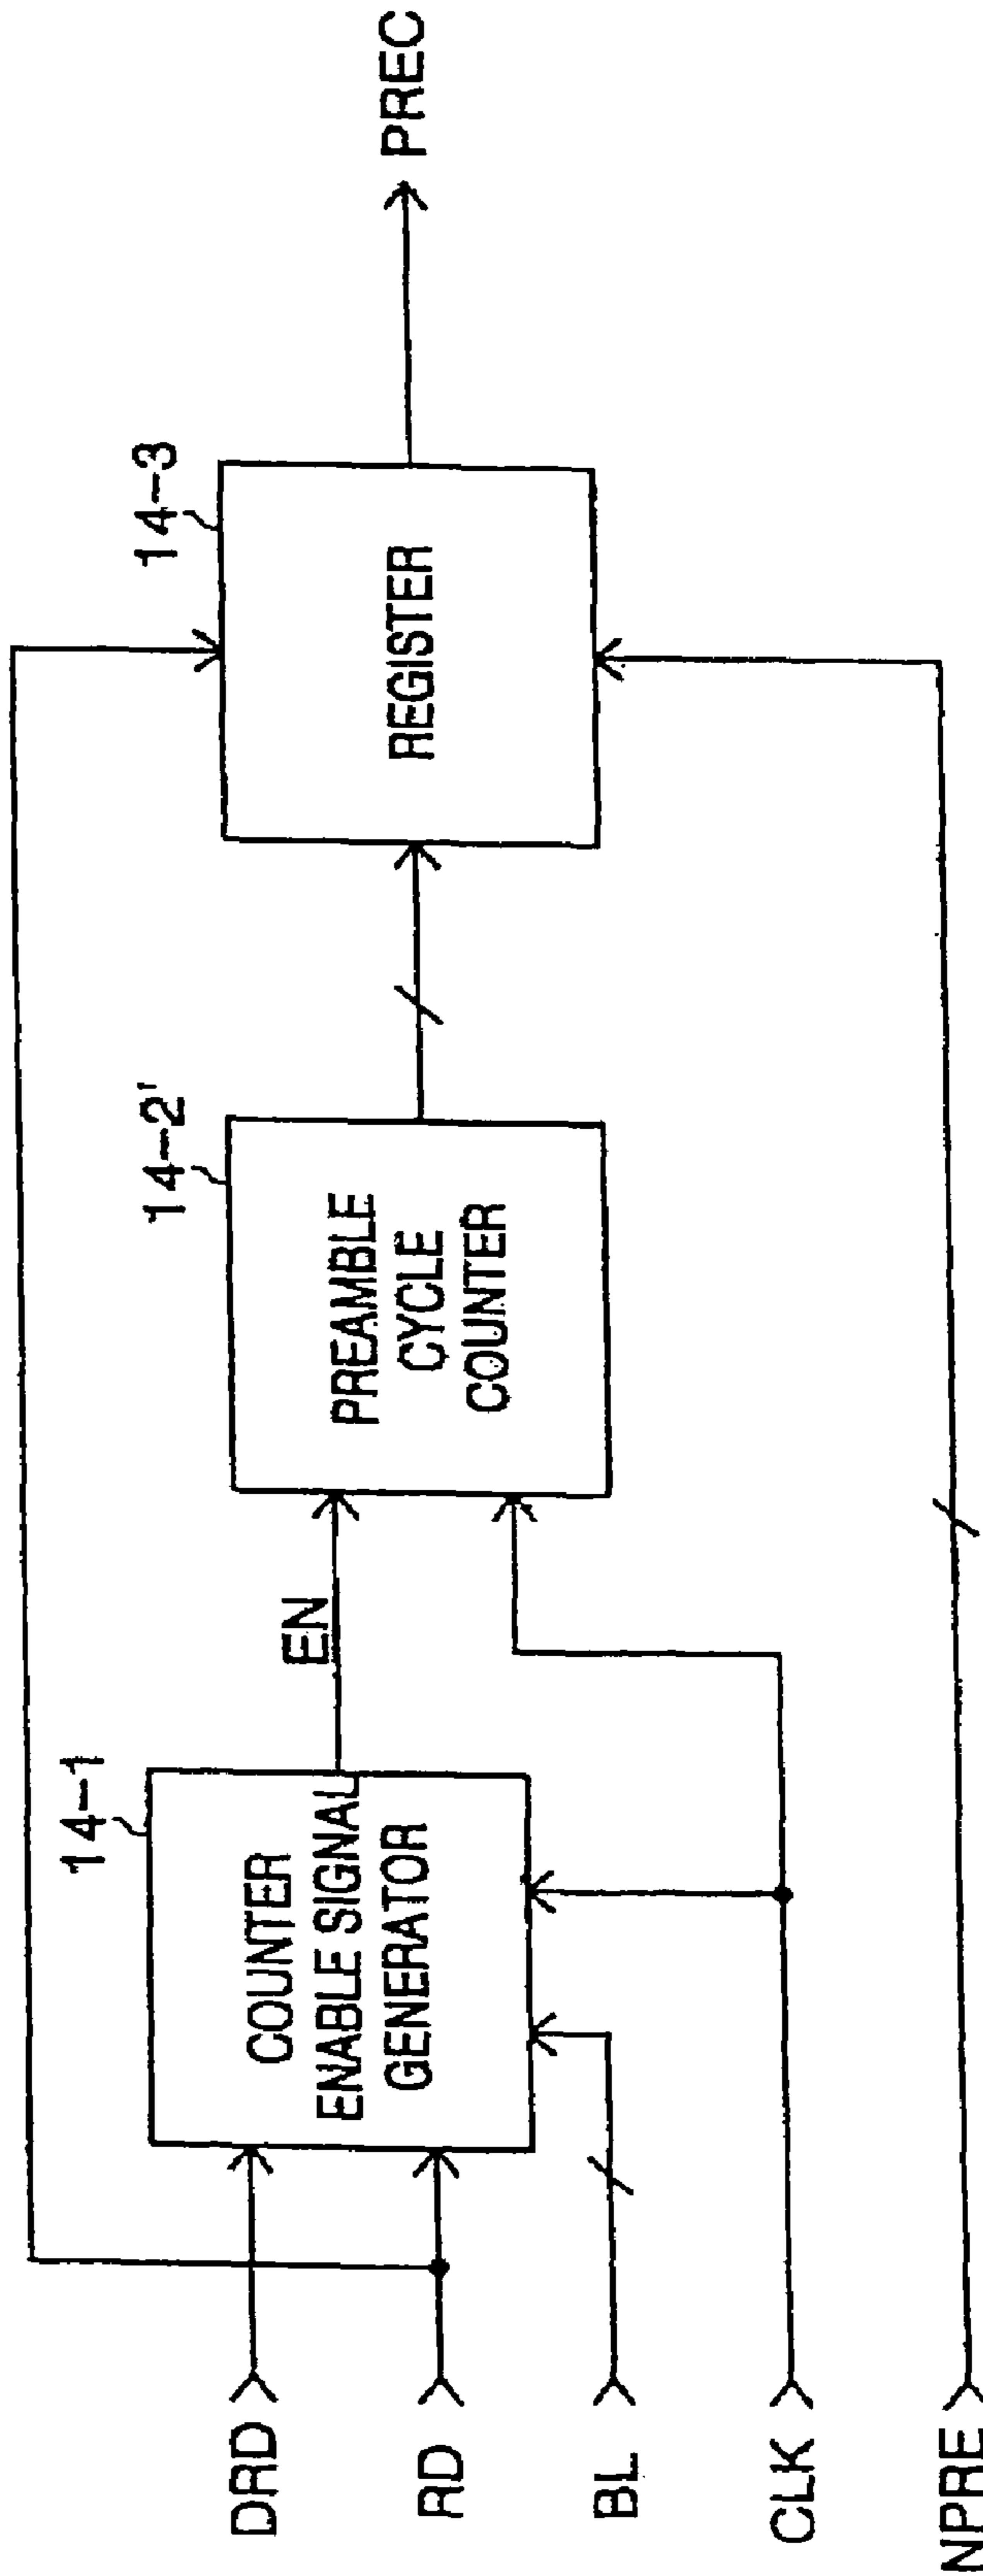 14-1
14-2'
14-3
COUNTER
ENABLE SIGNAL
GENERATOR
EN
PREAMBLE
CYCLE
COUNTER
REGISTER
PREC
DRD
RD
BL
CLK
NPRE